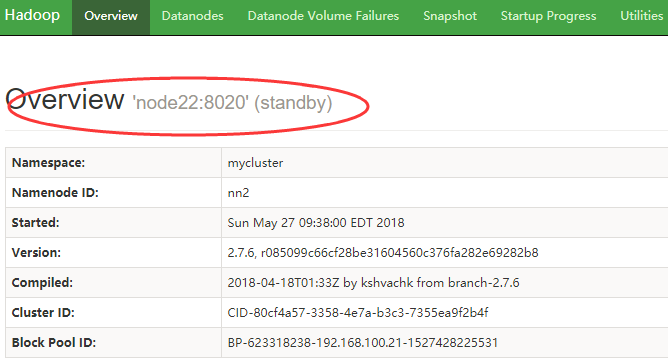 Hadoop Overview Datanodes Datanode Volume Failures Snapshot Startup Progress Utilities
Overview 'node22:8020' (standby)
Namespace: mycluster
Namenode ID: nn2
Started: Sun May 27 09:38:00 EDT 2018
Version: 2.7.6, r085099c66cf28be31604560c376fa282e69282b8
Compiled: 2018-04-18T01:33Z by kshvachk from branch-2.7.6
Cluster ID: CID-80cf4a57-3358-4e7a-b3c3-7355ea9f2b4f
Block Pool ID: BP-623318238-192.168.100.21-1527428225531